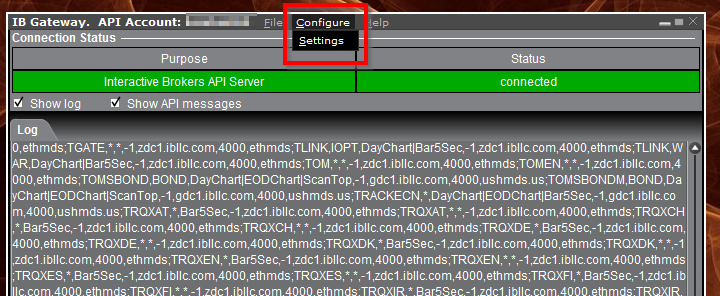 IB Gateway. API Account: File Configure Help
Settings
Connection Status
Purpose Status
Interactive Brokers API Server connected
Show log Show API messages
Log
0,ethmds;TGATE,*,*,-1,zdc1.ibllc.com,4000,ethmds;TLINK,IOPT,DayChart|Bar5Sec,-1,zdc1.ibllc.com,4000,ethmds;TLINK,W
AR,DayChart|Bar5Sec,-1,zdc1.ibllc.com,4000,ethmds;TOM,*,*,-1,zdc1.ibllc.com,4000,ethmds;TOMEN,*,*,-1,zdc1.ibllc.com,4
000,ethmds;TOMSBOND,BOND,DayChart|EODChart|ScanTop,-1,gdc1.ibllc.com,4000,ushmds.us;TOMSBONDM,BOND,Da
yChart|EODChart|ScanTop,-1,gdc1.ibllc.com,4000,ushmds.us;TRACKECN,*,DayChart|EODChart|Bar5Sec,-1,gdc1.ibllc.co
m,4000,ushmds.us;TRQXAT,*,Bar5Sec,-1,zdc1.ibllc.com,4000,ethmds;TRQXAT,*,*,-1,zdc1.ibllc.com,4000,ethmds;TRQXCH
,*,Bar5Sec,-1,zdc1.ibllc.com,4000,ethmds;TRQXCH,*,*,-1,zdc1.ibllc.com,4000,ethmds;TRQXDE,*,Bar5Sec,-1,zdc1.ibllc.com,
4000,ethmds;TRQXDE,*,*,-1,zdc1.ibllc.com,4000,ethmds;TRQXDK,*,Bar5Sec,-1,zdc1.ibllc.com,4000,ethmds;TRQXDK,*,*,-1
,zdc1.ibllc.com,4000,ethmds;TRQXEN,*,Bar5Sec,-1,zdc1.ibllc.com,4000,ethmds;TRQXEN,*,*,-1,zdc1.ibllc.com,4000,ethmds;
TRQXES,*,Bar5Sec,-1,zdc1.ibllc.com,4000,ethmds;TRQXES,*,*,-1,zdc1.ibllc.com,4000,ethmds;TRQXFI,*,Bar5Sec,-1,zdc1.ib
llc.com,4000,ethmds;TRQXFI,*,*,-1,zdc1.ibllc.com,4000,ethmds;TRQXIR,*,Bar5Sec,-1,zdc1.ibllc.com,4000,ethmds;TRQXIR,